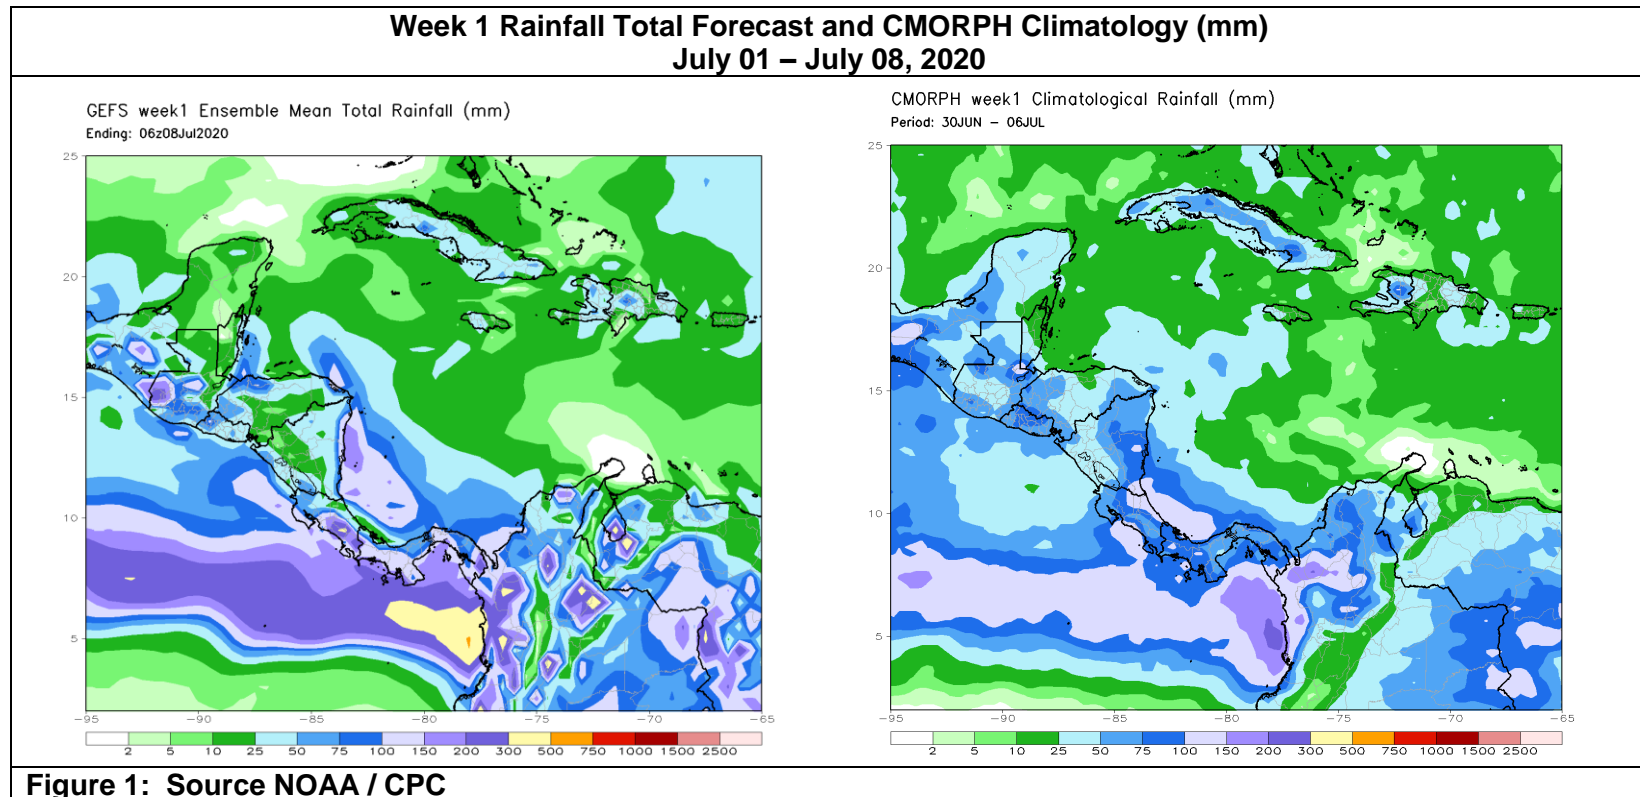 Week 1 Rainfall Total Forecast and CMORPH Climatology (mm)
July 01 – July 08, 2020
GEFS week1 Ensemble Mean Total Rainfall (mm)
Ending: 06z08Jul2020
25
20
15
10
5
-95 -90 -85 -80 -75 -70 -65
2 5 10 25 50 75 100 150 200 300 500 750 1000 1500 2500
CMORPH week1 Climatological Rainfall (mm)
Period: 30JUN – 06JUL
25
20
15
10
5
-95 -90 -85 -80 -75 -70 -65
2 5 10 25 50 75 100 150 200 300 500 750 1000 1500 2500
Figure 1: Source NOAA / CPC